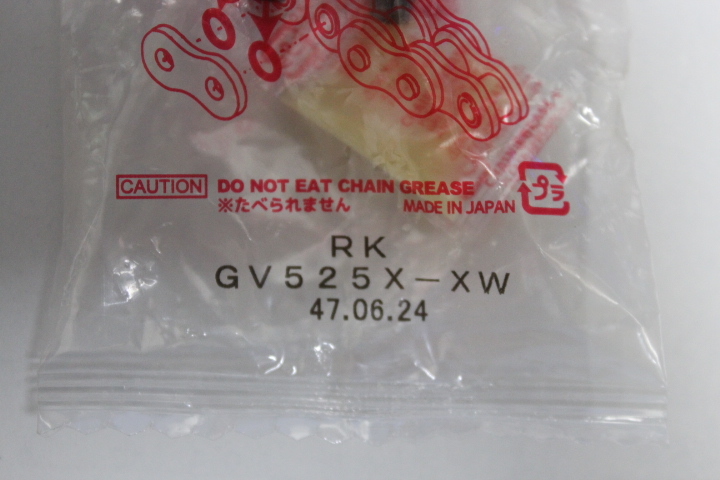 CAUTION DO NOT EAT CHAIN GREASE
※たべられません MADE IN JAPAN
プラ
RK
GV525X-XW
47.06.24